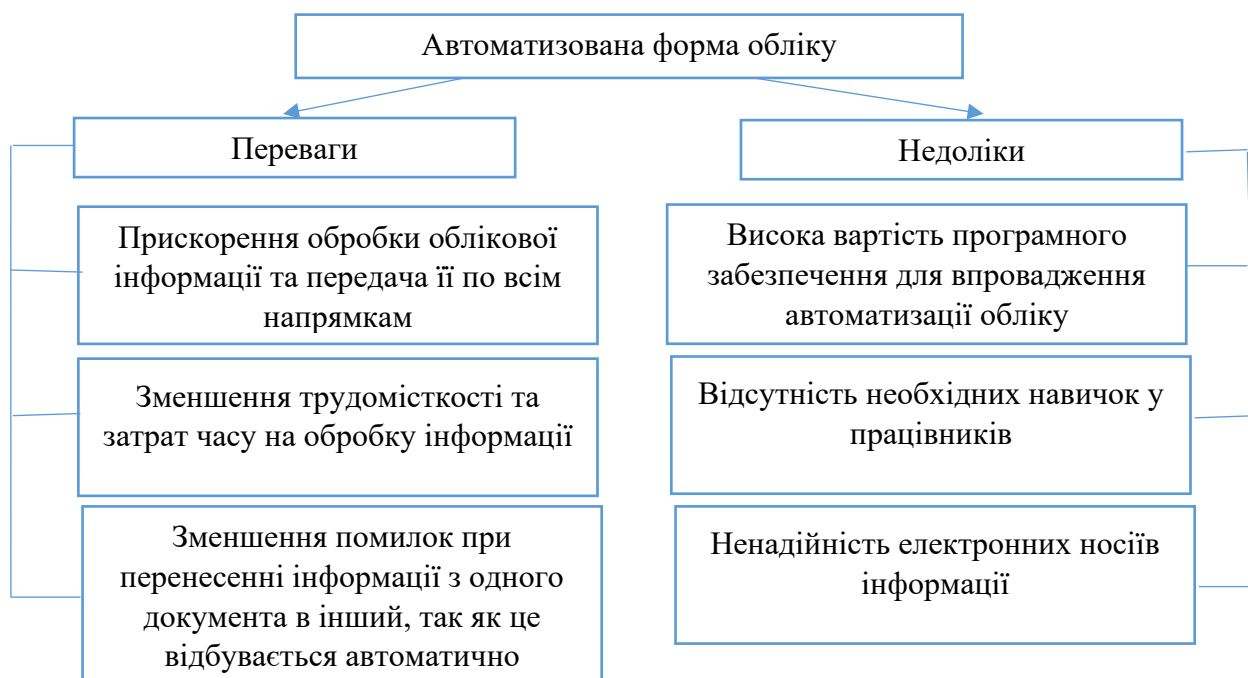 Автоматизована форма обліку
Переваги
Недоліки
Прискорення обробки облікової
інформації та передача її по всім
напрямкам
Висока вартість програмного
забезпечення для впровадження
автоматизації обліку
Зменшення трудомісткості та
затрат часу на обробку інформації
Відсутність необхідних навичок у
працівників
Зменшення помилок при
перенесенні інформації з одного
документа в інший, так як це
відбувається автоматично
Ненадійність електронних носіїв
інформації